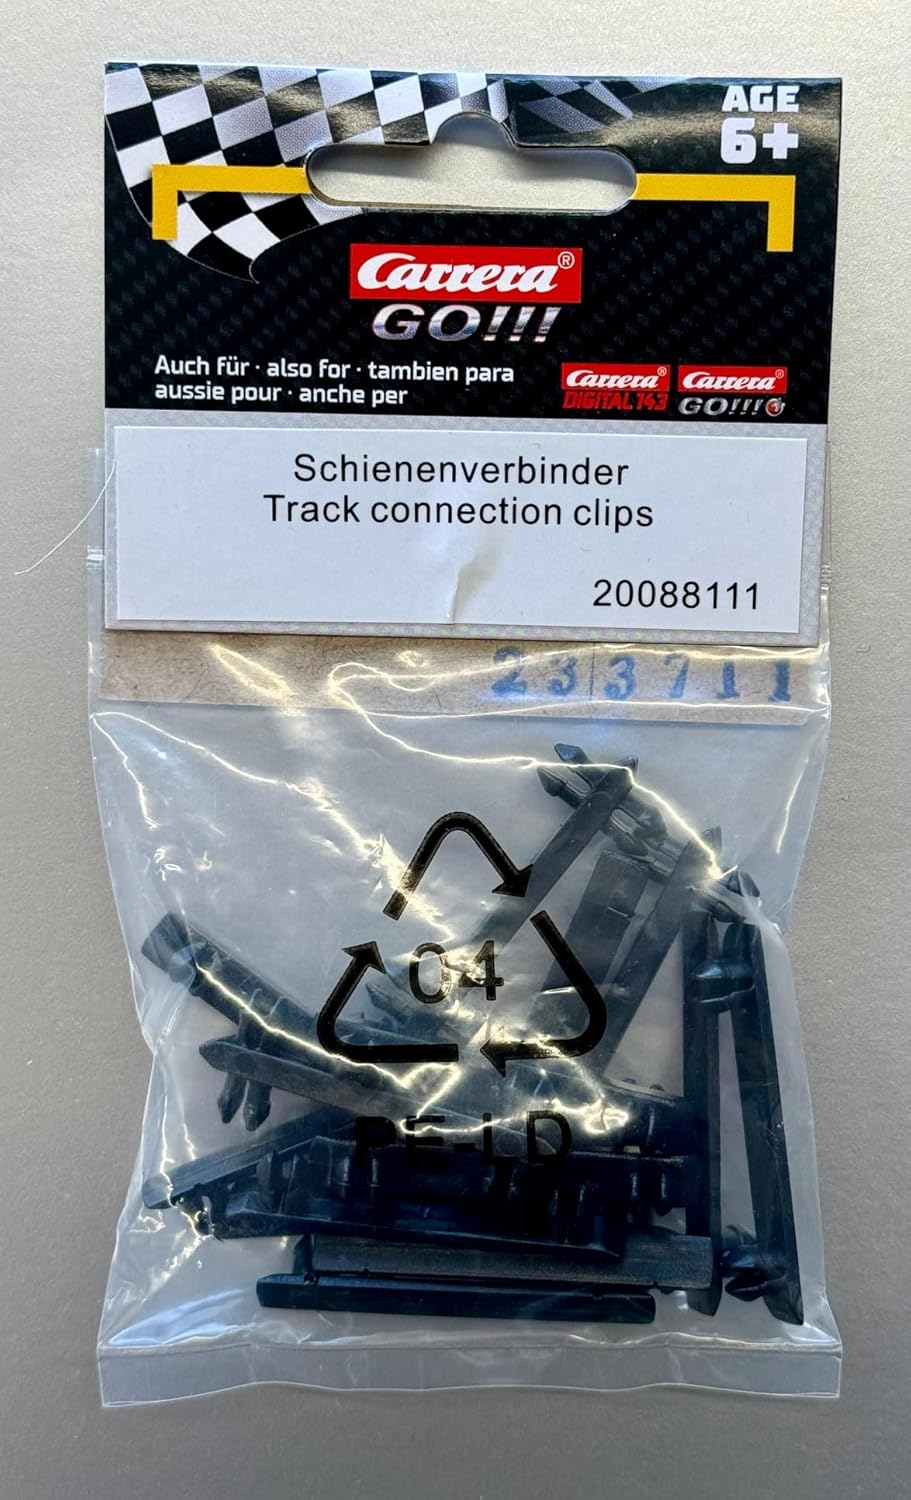 AGE
6+
Carrera®
GO!!!
Auch für · also for · tambien para
aussie pour · anche per
Carrera®
DIGITAL 143
Carrera®
GO!!!
Schienenverbinder
Track connection clips
20088111
233711
04
PE-LD